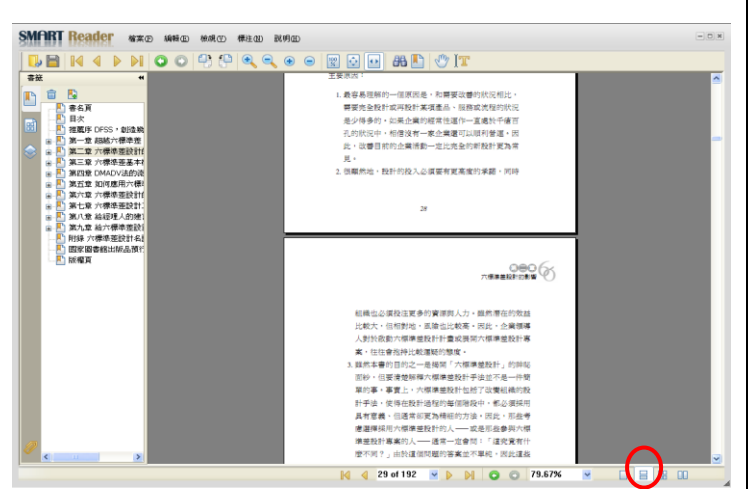 SMART Reader 檔案(F) 編輯(E) 檢視(V) 標注(N) 說明(H)
書籤
書名頁
目次
推薦序 DFSS，創造
第一章 超越六標準差
第二章 六標準差設計
第三章 六標準差基本
第四章 DMADV法的
第五章 如何應用六標
第六章 六標準差設計
第七章 六標準差設計
第八章 給經理人的
第九章 給六標準差設
附錄 六標準差設計名
國家圖書館出版品預行
版權頁
主要原因：
1. 最容易理解的一個原因是，和需要改善的狀況相比，
需要完全設計或再設計某項產品、服務或流程的狀況
是少得多的。如果企業的經常性運作一直處於千瘡百
孔的狀況中，相信沒有一家企業還可以順利營運。因
此，改善目前的企業活動一定比完全的新設計更為常
見。
2. 很顯然地，設計的投入必須要有更高度的承諾，同時
28
六標準差設計的影響
組織也必須投注更多的資源與人力。雖然潛在的效益
比較大，但相對地，風險也比較高。因此，企業領導
人對於啟動六標準差設計計畫或展開六標準差設計專
案，往往會抱持比較遲疑的態度。
3. 雖然本書的目的之一是揭開「六標準差設計」的神秘
面紗，但要清楚解釋六標準差設計手法並不是一件簡
單的事。事實上，六標準差設計包括了改變組織的設
計手法，使得在設計過程的每個階段中，都必須採用
具有意義，但通常卻更為精細的方法。因此，那些考
慮選擇採用六標準差設計的人——或是那些參與六標
準差設計專案的人——通常一定會問：「這究竟有什
麼不同？」由於這個問題的答案並不單純，因此這些
29 of 192 79.67%